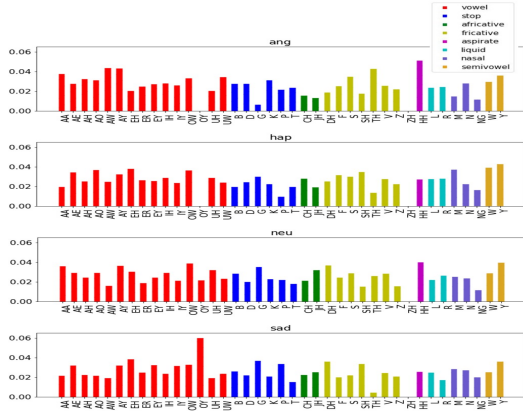 vowel
stop
africative
fricative
aspirate
liquid
nasal
semivowel
ang
0.06
0.04
0.02
0.00
AA AE AH AO AW AY EH ER EY IH IY OW OY UH UW B D G K P T CH JH DH F S SH TH V Z ZH HH L R M N NG W Y
hap
0.06
0.04
0.02
0.00
AA AE AH AO AW AY EH ER EY IH IY OW OY UH UW B D G K P T CH JH DH F S SH TH V Z ZH HH L R M N NG W Y
neu
0.06
0.04
0.02
0.00
AA AE AH AO AW AY EH ER EY IH IY OW OY UH UW B D G K P T CH JH DH F S SH TH V Z ZH HH L R M N NG W Y
sad
0.06
0.04
0.02
0.00
AA AE AH AO AW AY EH ER EY IH IY OW OY UH UW B D G K P T CH JH DH F S SH TH V Z ZH HH L R M N NG W Y